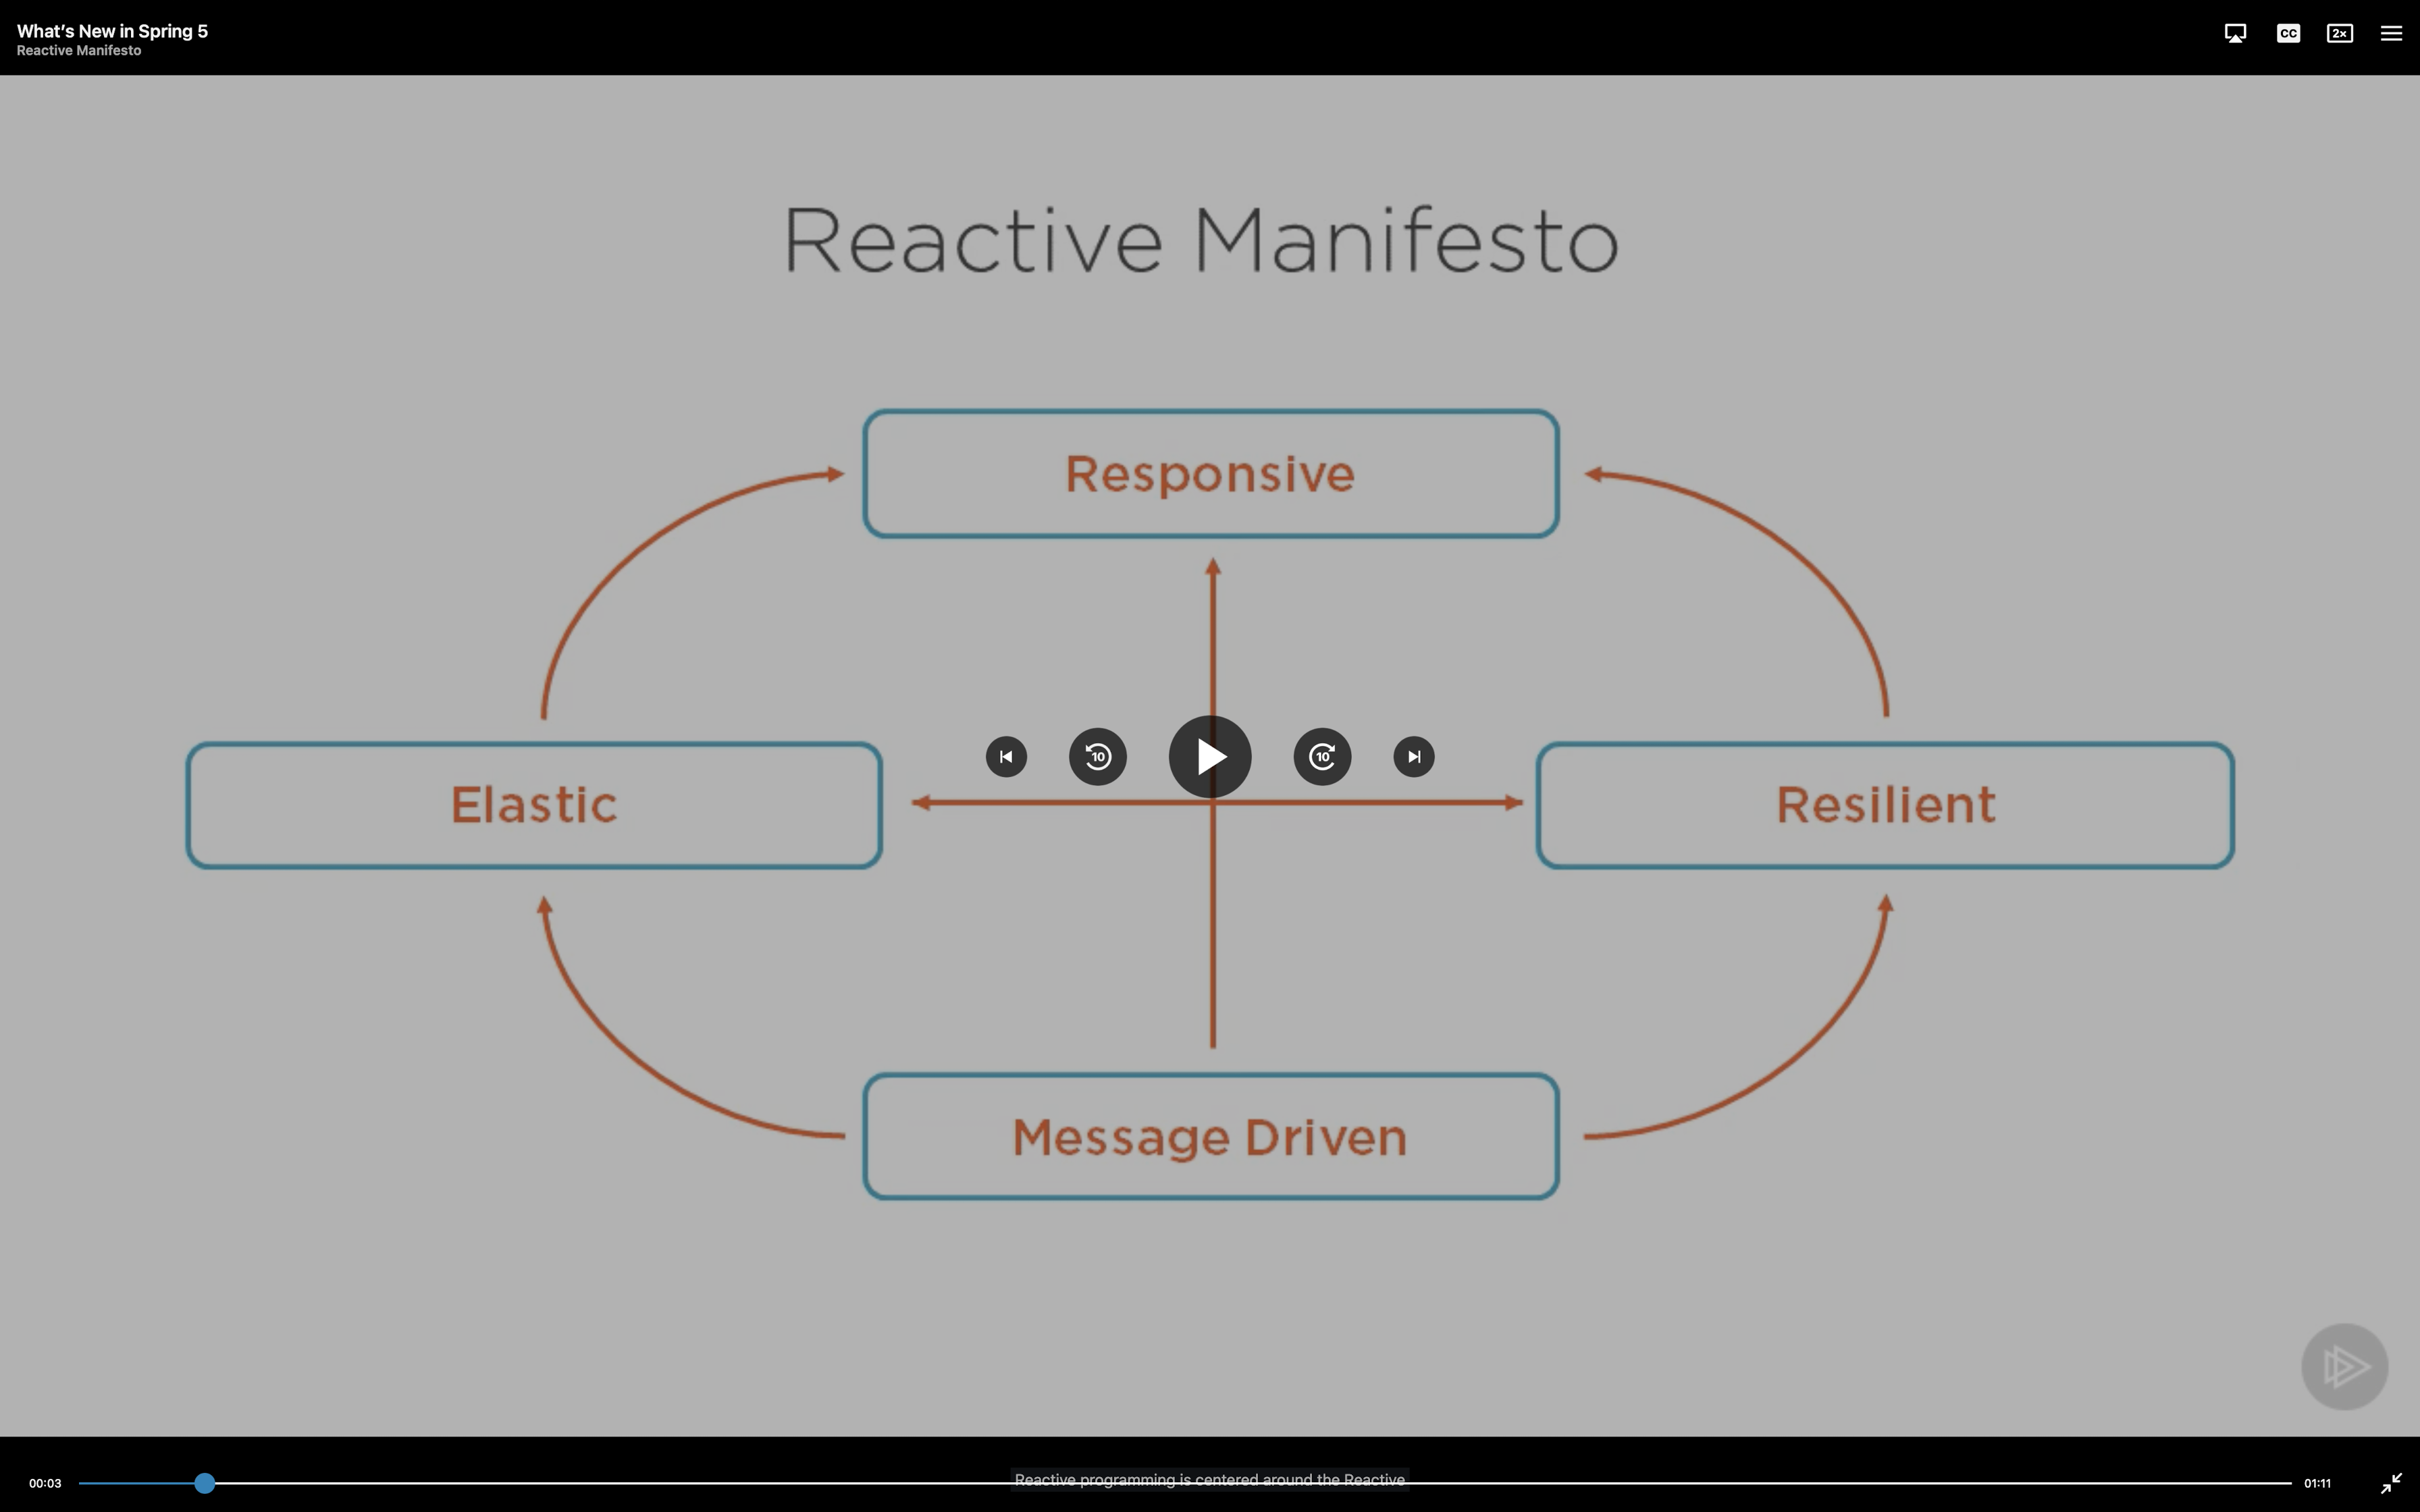 What's New in Spring 5
Reactive Manifesto
CC
2×
Reactive Manifesto
Responsive
10
10
Elastic
Resilient
Message Driven
00:03
Reactive programming is centered around the Reactive
01:11